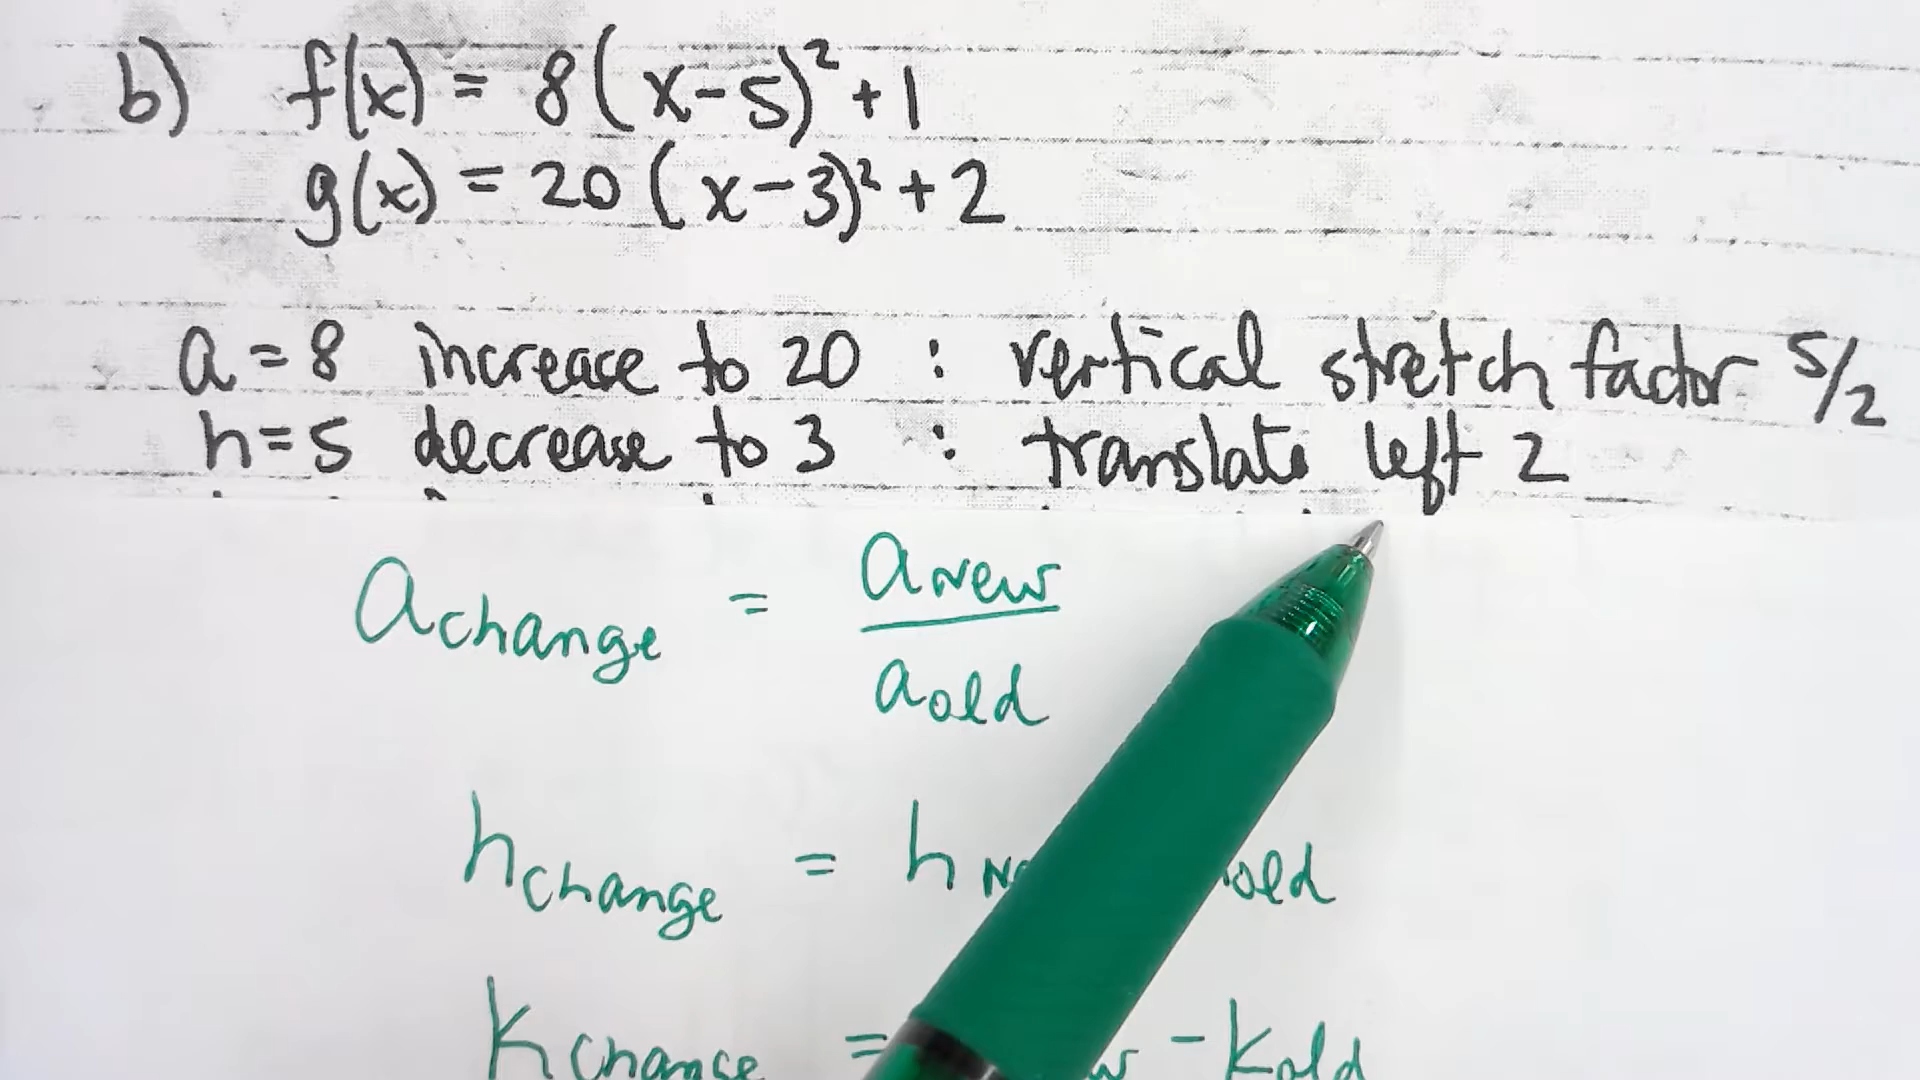 b) f(x) = 8(x-5)² + 1
g(x) = 20(x-3)² + 2
a = 8 increase to 20 : vertical stretch factor 5/2
h = 5 decrease to 3 : translate left 2
a change = a new / a old
h change = h old
K change = - K old